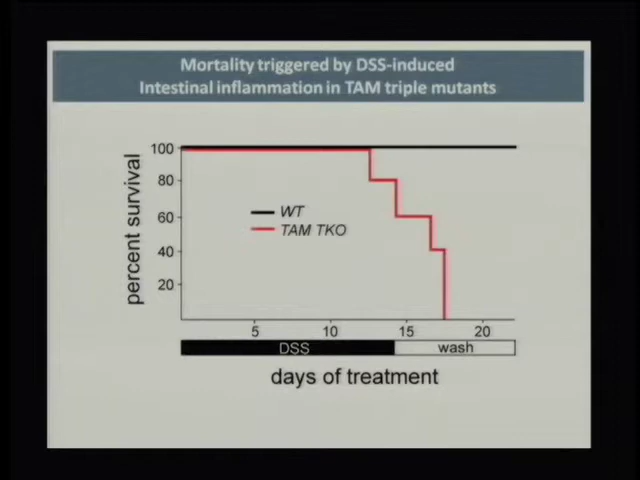 Mortality triggered by DSS-induced
Intestinal inflammation in TAM triple mutants
percent survival
100
80
60
40
20
WT
TAM TKO
5 10 15 20
DSS wash
days of treatment